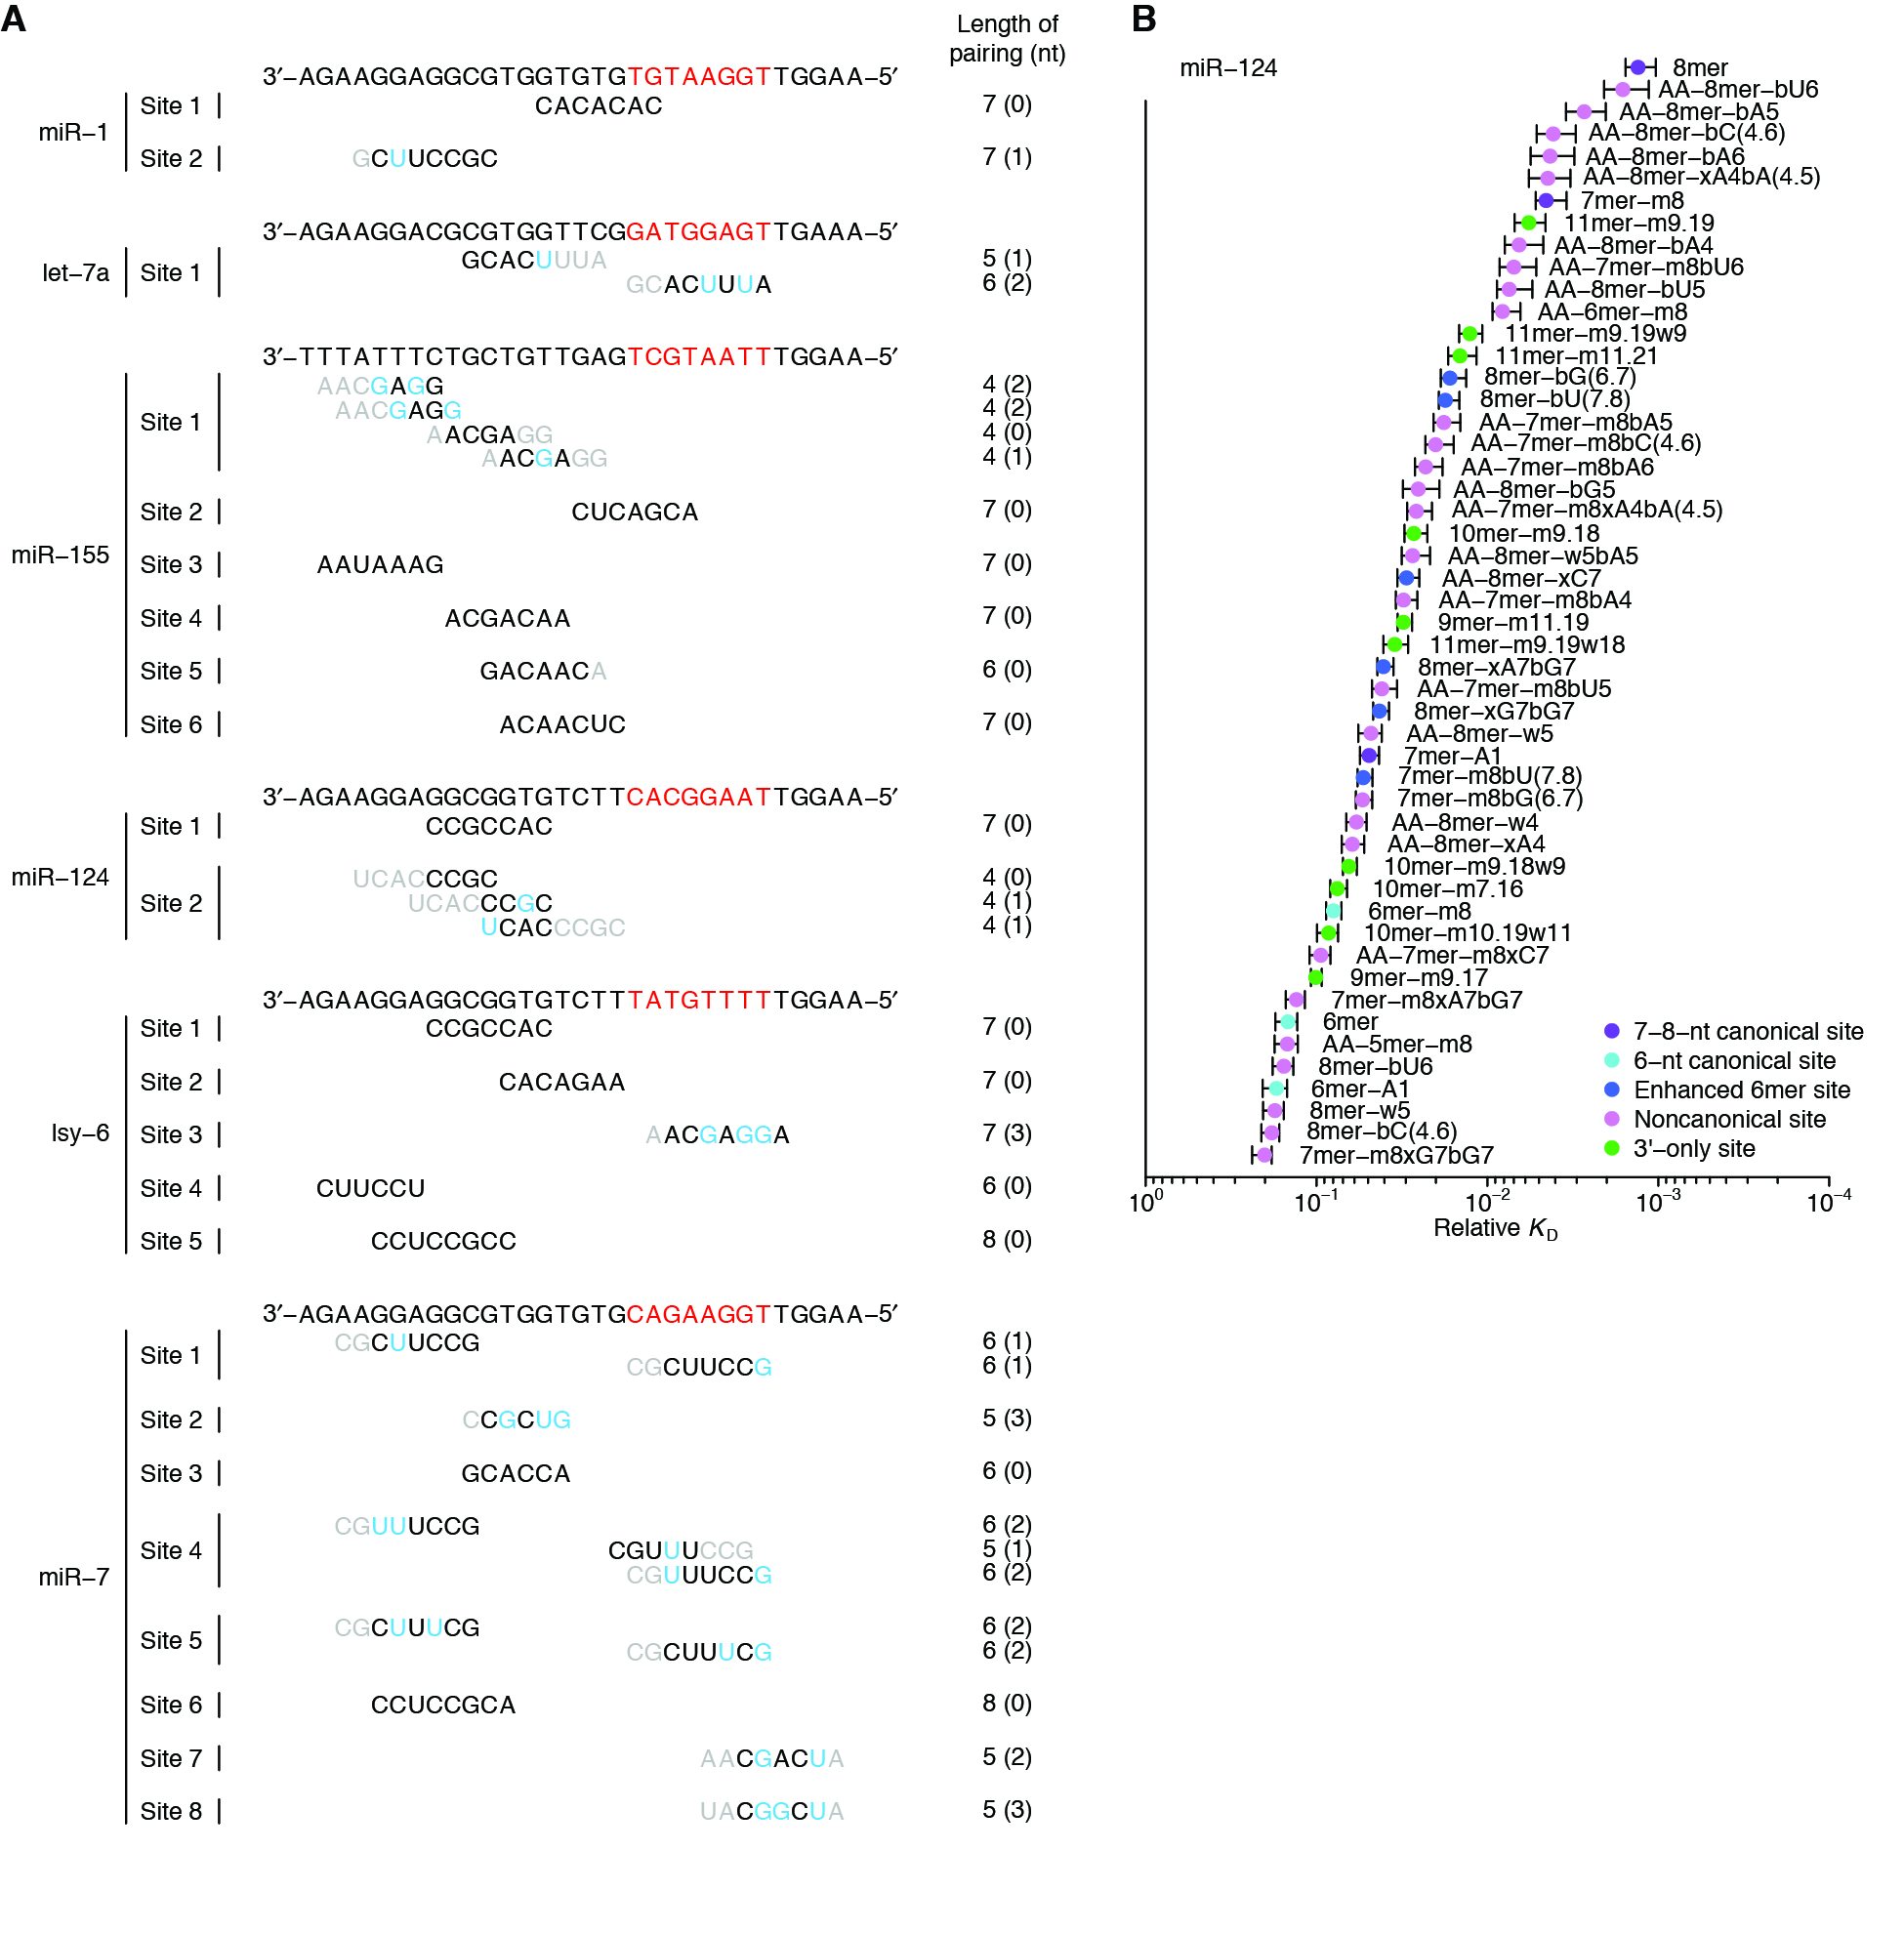 A
Length of
pairing (nt)
3′–AGAAGGAGGCGTGGTGTGTGTAAGGTTGGAA–5′
miR–1
Site 1
CACACAC
7 (0)
Site 2
GCUUCCGC
7 (1)
3′–AGAAGGACGCGTGGTTCGGATGGAGTTGAAA–5′
let–7a
Site 1
GCACUUUA
5 (1)
GCACUUUA
6 (2)
3′–TTTATTTCTGCTGTTGAGTCGTAATTTGGAA–5′
miR–155
Site 1
AACGAGG
4 (2)
AACGAGG
4 (2)
AACGAGG
4 (0)
AACGAGG
4 (1)
Site 2
CUCAGCA
7 (0)
Site 3
AAUAAAG
7 (0)
Site 4
ACGACAA
7 (0)
Site 5
GACAACA
6 (0)
Site 6
ACAACUC
7 (0)
3′–AGAAGGAGGCGGTGTCTTCACGGAATTGGAA–5′
miR–124
Site 1
CCGCCAC
7 (0)
Site 2
UCACCCGC
4 (0)
UCACCCGC
4 (1)
UCACCCGC
4 (1)
3′–AGAAGGAGGCGGTGTCTTTATGTTTTTGGAA–5′
lsy–6
Site 1
CCGCCAC
7 (0)
Site 2
CACAGAA
7 (0)
Site 3
AACGAGGA
7 (3)
Site 4
CUUCCU
6 (0)
Site 5
CCUCCGCC
8 (0)
3′–AGAAGGAGGCGTGGTGTGCAGAAGGTTGGAA–5′
miR–7
Site 1
CGCUUCCG
6 (1)
CGCUUCCG
6 (1)
Site 2
CCGCUG
5 (3)
Site 3
GCACCA
6 (0)
Site 4
CGUUUCCG
6 (2)
CGUUUCCG
5 (1)
CGUUUCCG
6 (2)
Site 5
CGCUUUCG
6 (2)
CGCUUUCG
6 (2)
Site 6
CCUCCGCA
8 (0)
Site 7
AACGACUA
5 (2)
Site 8
UACGGCUA
5 (3)
B
miR–124
8mer
AA–8mer–bU6
AA–8mer–bA5
AA–8mer–bC(4.6)
AA–8mer–bA6
AA–8mer–xA4bA(4.5)
7mer–m8
11mer–m9.19
AA–8mer–bA4
AA–7mer–m8bU6
AA–8mer–bU5
AA–6mer–m8
11mer–m9.19w9
11mer–m11.21
8mer–bG(6.7)
8mer–bU(7.8)
AA–7mer–m8bA5
AA–7mer–m8bC(4.6)
AA–7mer–m8bA6
AA–8mer–bG5
AA–7mer–m8xA4bA(4.5)
10mer–m9.18
AA–8mer–w5bA5
AA–8mer–xC7
AA–7mer–m8bA4
9mer–m11.19
11mer–m9.19w18
8mer–xA7bG7
AA–7mer–m8bU5
8mer–xG7bG7
AA–8mer–w5
7mer–A1
7mer–m8bU(7.8)
7mer–m8bG(6.7)
AA–8mer–w4
AA–8mer–xA4
10mer–m9.18w9
10mer–m7.16
6mer–m8
10mer–m10.19w11
AA–7mer–m8xC7
9mer–m9.17
7mer–m8xA7bG7
6mer
AA–5mer–m8
8mer–bU6
6mer–A1
8mer–w5
8mer–bC(4.6)
7mer–m8xG7bG7
7–8–nt canonical site
6–nt canonical site
Enhanced 6mer site
Noncanonical site
3'–only site
10⁰ 10⁻¹ 10⁻² 10⁻³ 10⁻⁴
Relative KD